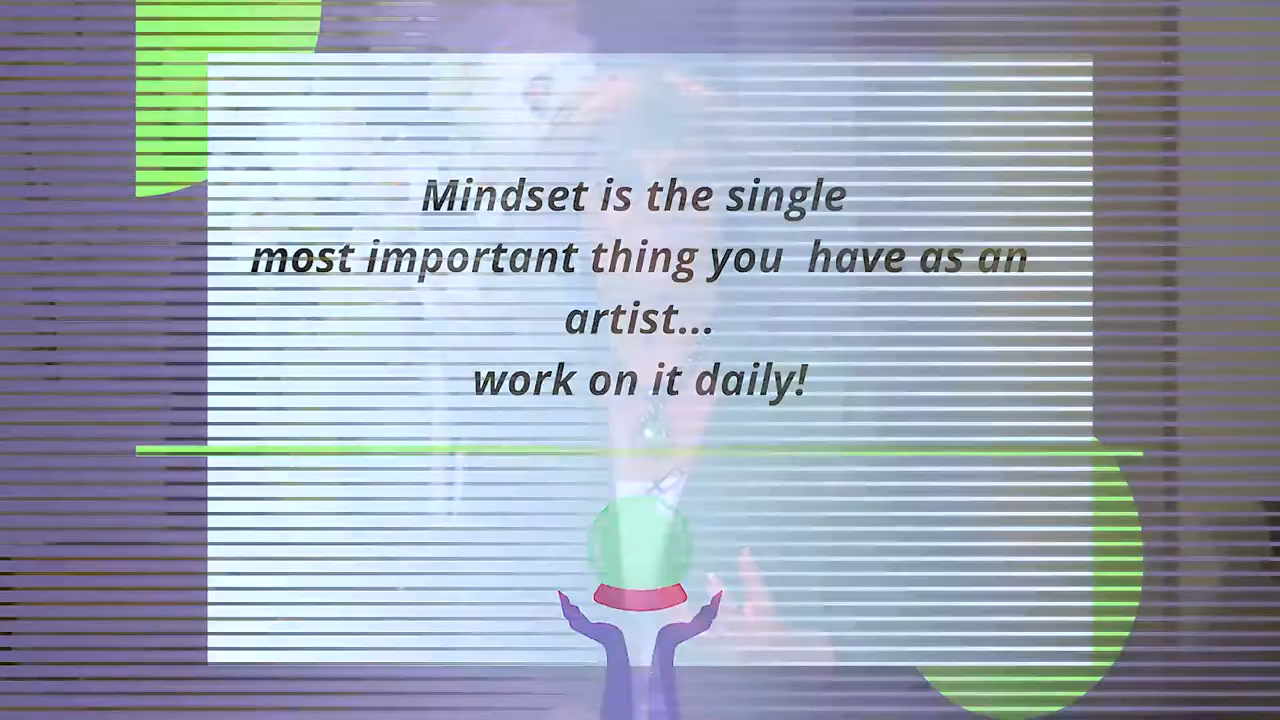 Mindset is the single
most important thing you have as an
artist...
work on it daily!